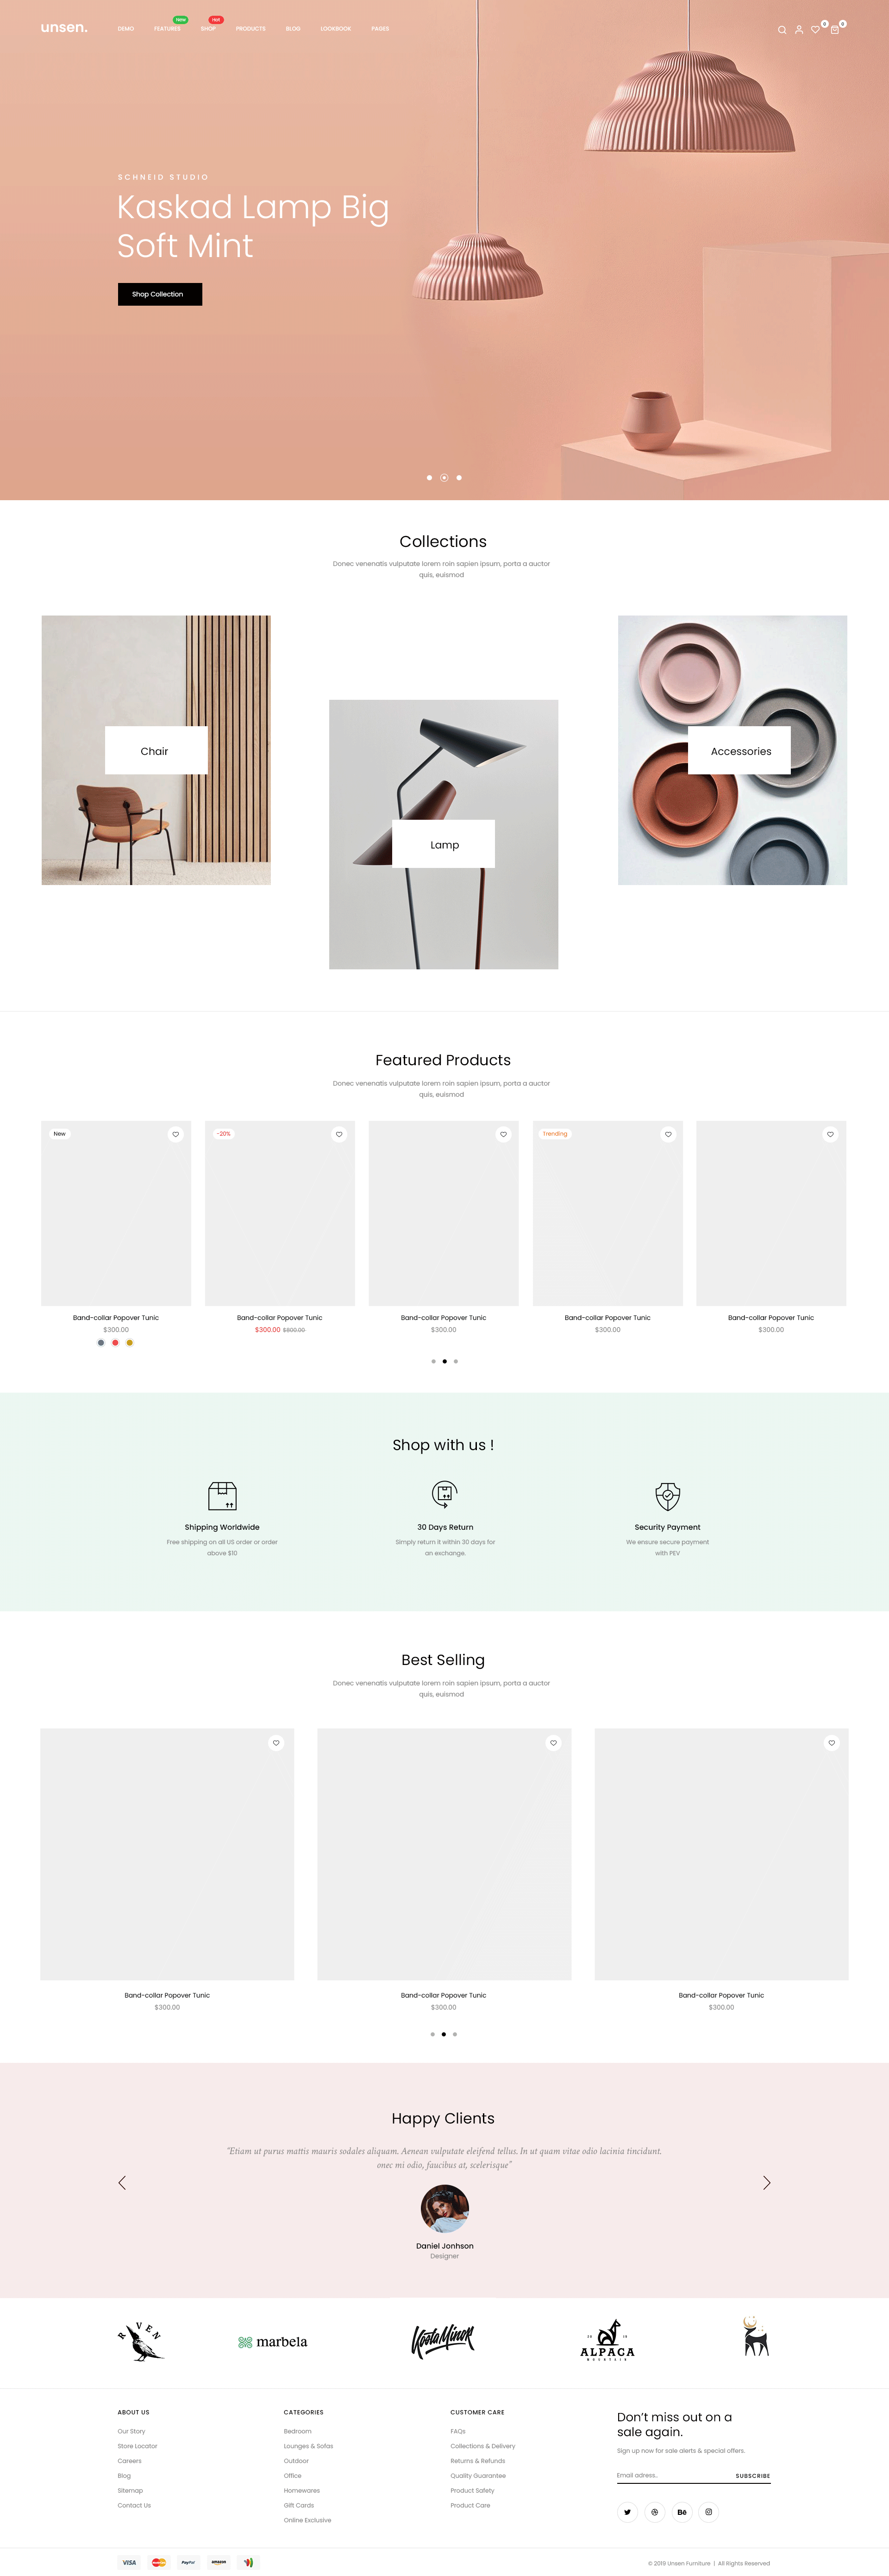 unsen.
DEMO
FEATURES
New
SHOP
Hot
PRODUCTS
BLOG
LOOKBOOK
PAGES
SCHNEID STUDIO
Kaskad Lamp Big
Soft Mint
Shop Collection
Collections
Donec venenatis vulputate lorem roin sapien ipsum, porta a auctor
quis, euismod
Chair
Lamp
Accessories
Featured Products
Donec venenatis vulputate lorem roin sapien ipsum, porta a auctor
quis, euismod
New
-20%
Trending
Band-collar Popover Tunic
$300.00
Band-collar Popover Tunic
$300.00 $800.00
Band-collar Popover Tunic
$300.00
Band-collar Popover Tunic
$300.00
Band-collar Popover Tunic
$300.00
Shop with us !
Shipping Worldwide
Free shipping on all US order or order
above $10
30 Days Return
Simply return it within 30 days for
an exchange.
Security Payment
We ensure secure payment
with PEV
Best Selling
Donec venenatis vulputate lorem roin sapien ipsum, porta a auctor
quis, euismod
Band-collar Popover Tunic
$300.00
Band-collar Popover Tunic
$300.00
Band-collar Popover Tunic
$300.00
Happy Clients
“Etiam ut purus mattis mauris sodales aliquam. Aenean vulputate eleifend tellus. In ut quam vitae odio lacinia tincidunt.
onec mi odio, faucibus at, scelerisque”
Daniel Jonhson
Designer
RVEN
marbela
KootaMinok
ALPACA
MOUNTAIN
ABOUT US
Our Story
Store Locator
Careers
Blog
Sitemap
Contact Us
CATEGORIES
Bedroom
Lounges & Sofas
Outdoor
Office
Homewares
Gift Cards
Online Exclusive
CUSTOMER CARE
FAQs
Collections & Delivery
Returns & Refunds
Quality Guarantee
Product Safety
Product Care
Don’t miss out on a
sale again.
Sign up now for sale alerts & special offers.
Email adress..
SUBSCRIBE
Bē
VISA
PayPal
amazon
© 2019 Unsen Furniture | All Rights Reserved